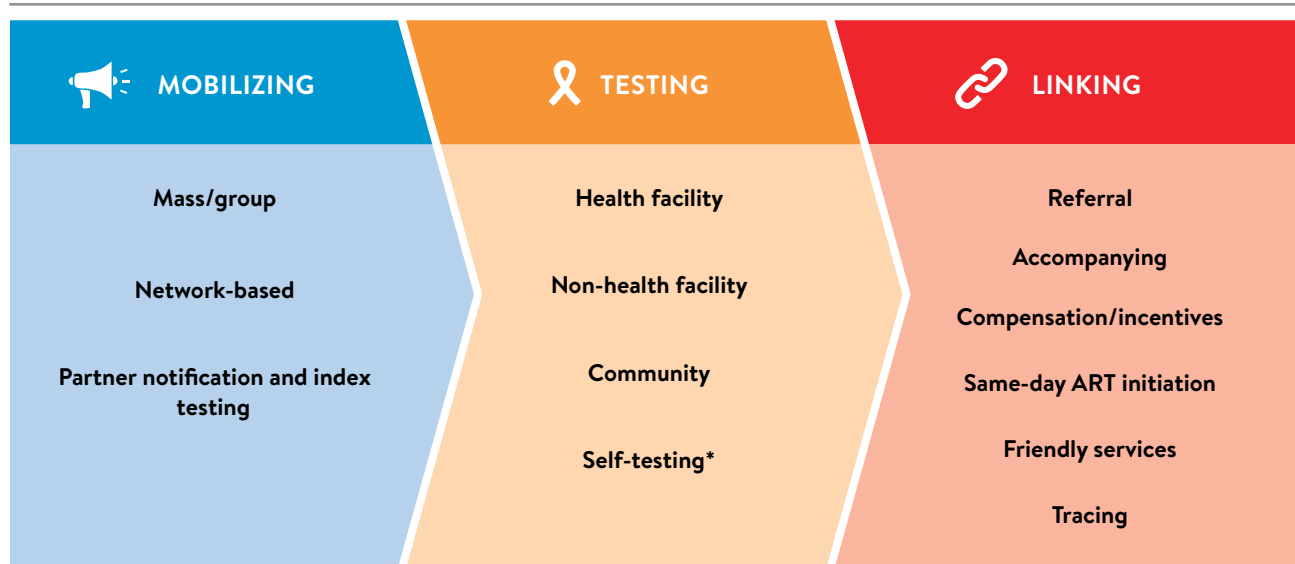 MOBILIZING
Mass/group
Network-based
Partner notification and index
testing
TESTING
Health facility
Non-health facility
Community
Self-testing*
LINKING
Referral
Accompanying
Compensation/incentives
Same-day ART initiation
Friendly services
Tracing